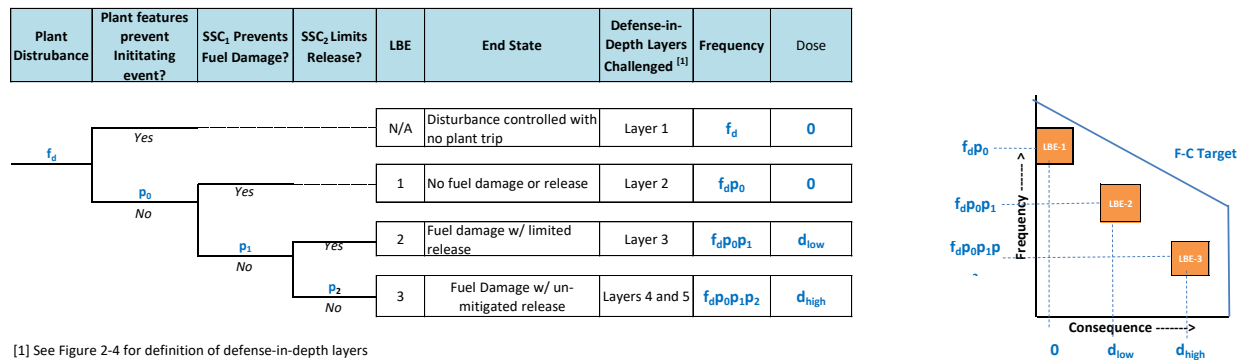 Plant Distrubance
Plant features prevent Inititating event?
SSC1 Prevents Fuel Damage?
SSC2 Limits Release?
LBE
End State
Defense-in-Depth Layers Challenged [1]
Frequency
Dose
fd
Yes
N/A
Disturbance controlled with no plant trip
Layer 1
fd
0
p0
No
Yes
1
No fuel damage or release
Layer 2
fdp0
0
p1
No
Yes
2
Fuel damage w/ limited release
Layer 3
fdp0p1
dlow
p2
No
3
Fuel Damage w/ un-mitigated release
Layers 4 and 5
fdp0p1p2
dhigh
[1] See Figure 2-4 for definition of defense-in-depth layers
fdp0
LBE-1
F-C Target
fdp0p1
LBE-2
fdp0p1p
LBE-3
Frequency ------>
Consequence ------->
0
dlow
dhigh